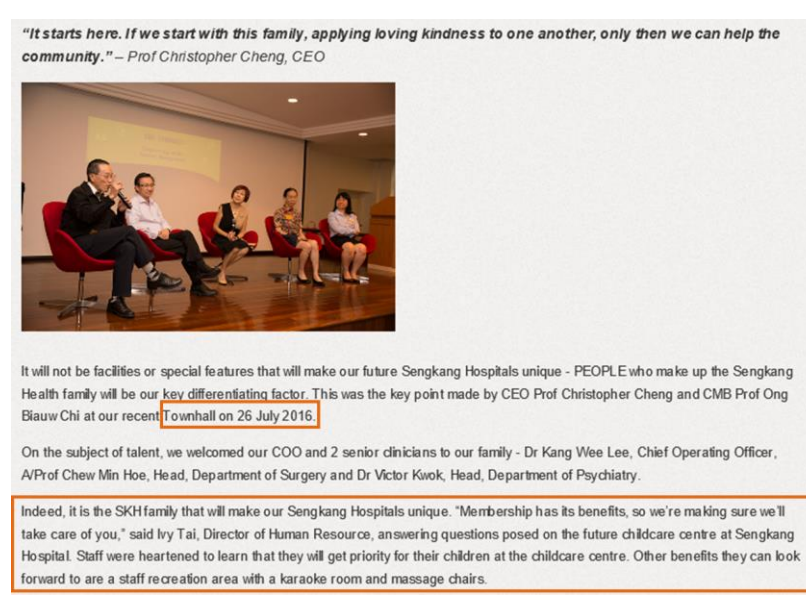 “It starts here. If we start with this family, applying loving kindness to one another, only then we can help the
community.” – Prof Christopher Cheng, CEO
It will not be facilities or special features that will make our future Sengkang Hospitals unique - PEOPLE who make up the Sengkang
Health family will be our key differentiating factor. This was the key point made by CEO Prof Christopher Cheng and CMB Prof Ong
Biauw Chi at our recent Townhall on 26 July 2016.
On the subject of talent, we welcomed our COO and 2 senior clinicians to our family - Dr Kang Wee Lee, Chief Operating Officer,
A/Prof Chew Min Hoe, Head, Department of Surgery and Dr Victor Kwok, Head, Department of Psychiatry.
Indeed, it is the SKH family that will make our Sengkang Hospitals unique. “Membership has its benefits, so we’re making sure we’ll
take care of you,” said Ivy Tai, Director of Human Resource, answering questions posed on the future childcare centre at Sengkang
Hospital. Staff were heartened to learn that they will get priority for their children at the childcare centre. Other benefits they can look
forward to are a staff recreation area with a karaoke room and massage chairs.